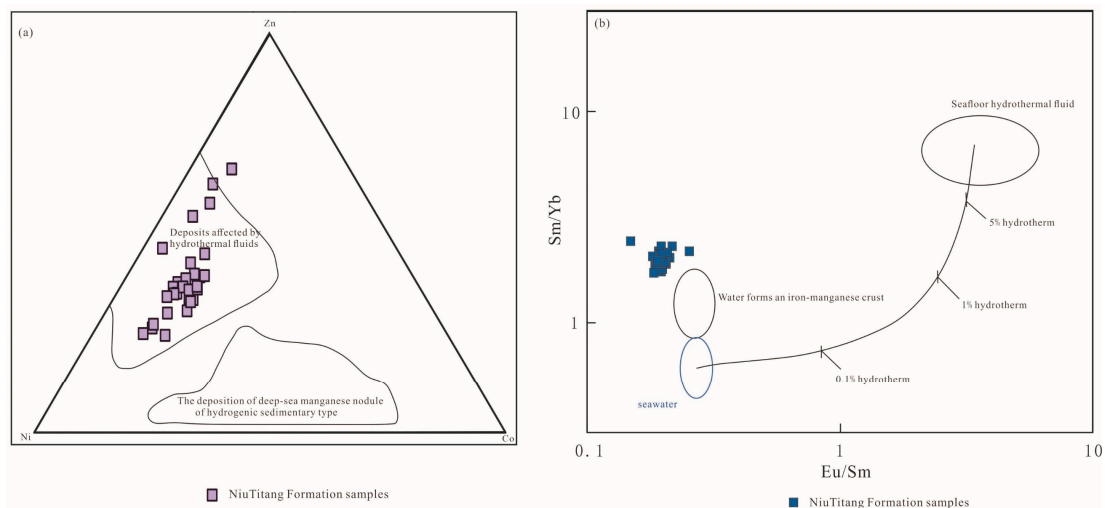 (a)
Zn
Deposits affected by
hydrothermal fluids
The deposition of deep-sea manganese nodule
of hydrogenic sedimentary type
Ni
Co
NiuTitang Formation samples
(b)
10
1
Sm/Yb
Seafloor hydrothermal fluid
5% hydrotherm
1% hydrotherm
0.1% hydrotherm
Water forms an iron-manganese crust
seawater
0.1
1
10
Eu/Sm
NiuTitang Formation samples